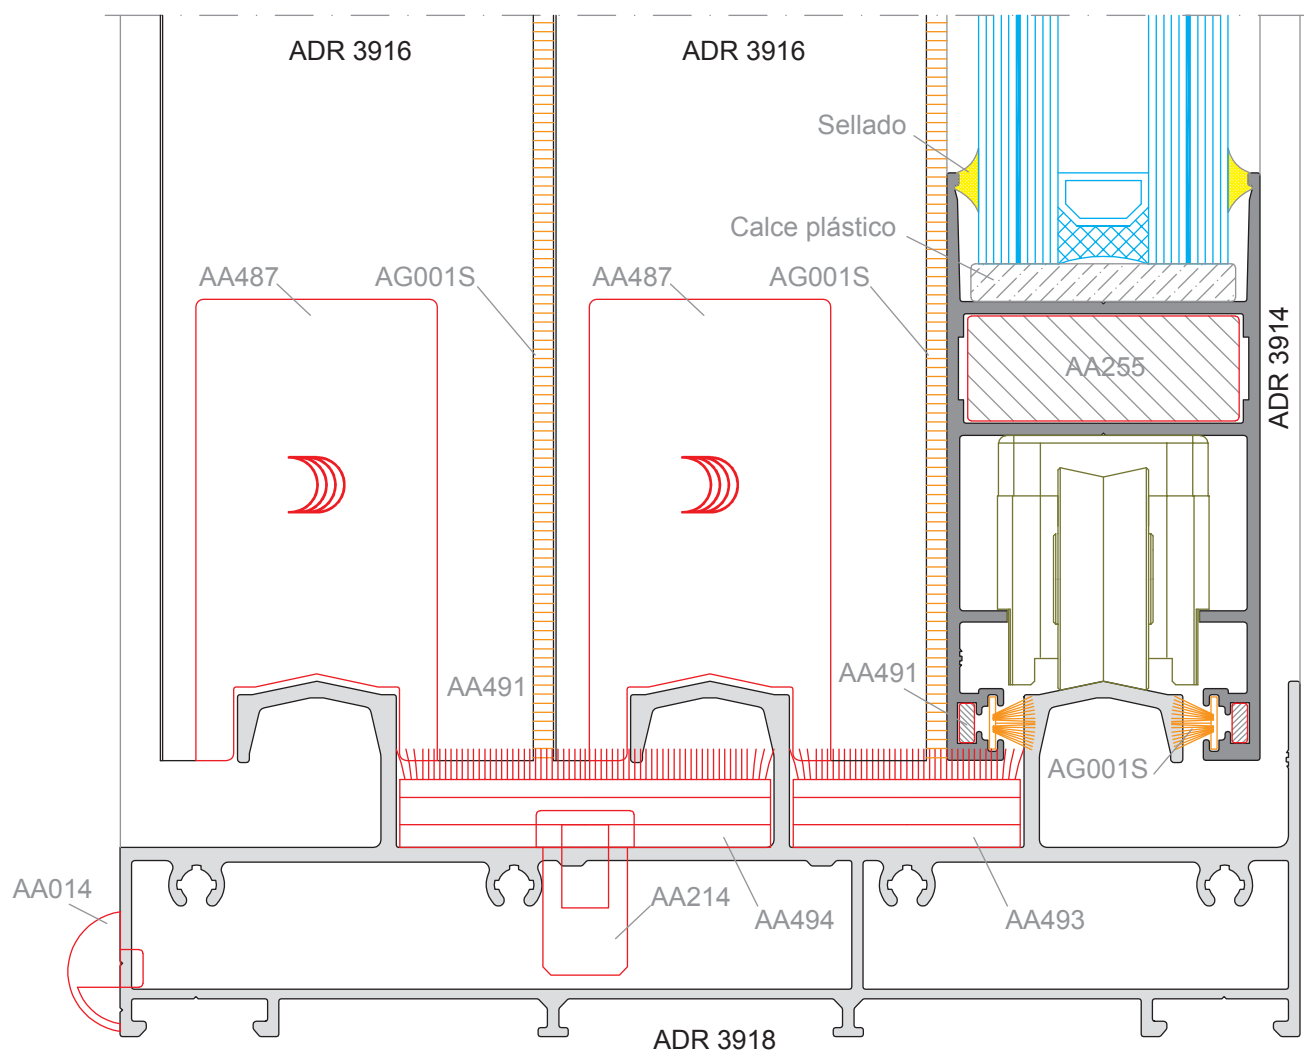 ADR 3916
ADR 3916
Sellado
Calce plástico
AA487
AG001S
AA487
AG001S
ADR 3914
AA255
AA491
AA491
AG001S
AA014
AA214
AA494
AA493
ADR 3918